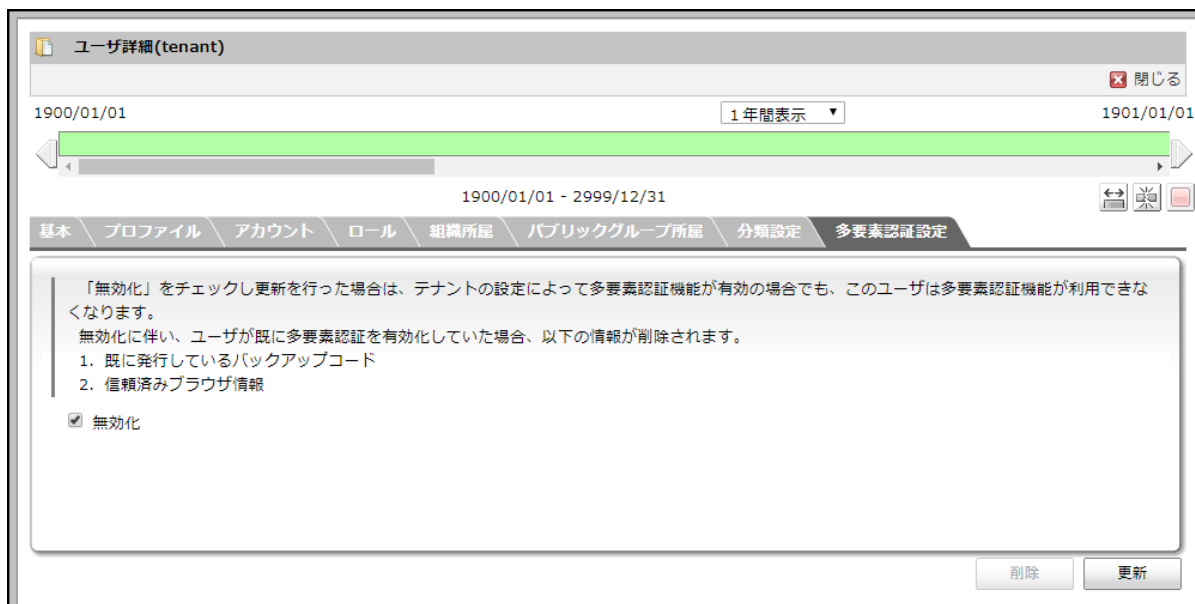 ユーザ詳細(tenant)
閉じる
1900/01/01 1年間表示 1901/01/01
1900/01/01 - 2999/12/31
基本 プロファイル アカウント ロール 組織所属 パブリックグループ所属 分類設定 多要素認証設定
「無効化」をチェックし更新を行った場合は、テナントの設定によって多要素認証機能が有効の場合でも、このユーザは多要素認証機能が利用できな
くなります。
無効化に伴い、ユーザが既に多要素認証を有効化していた場合、以下の情報が削除されます。
1. 既に発行しているバックアップコード
2. 信頼済みブラウザ情報
無効化
削除 更新